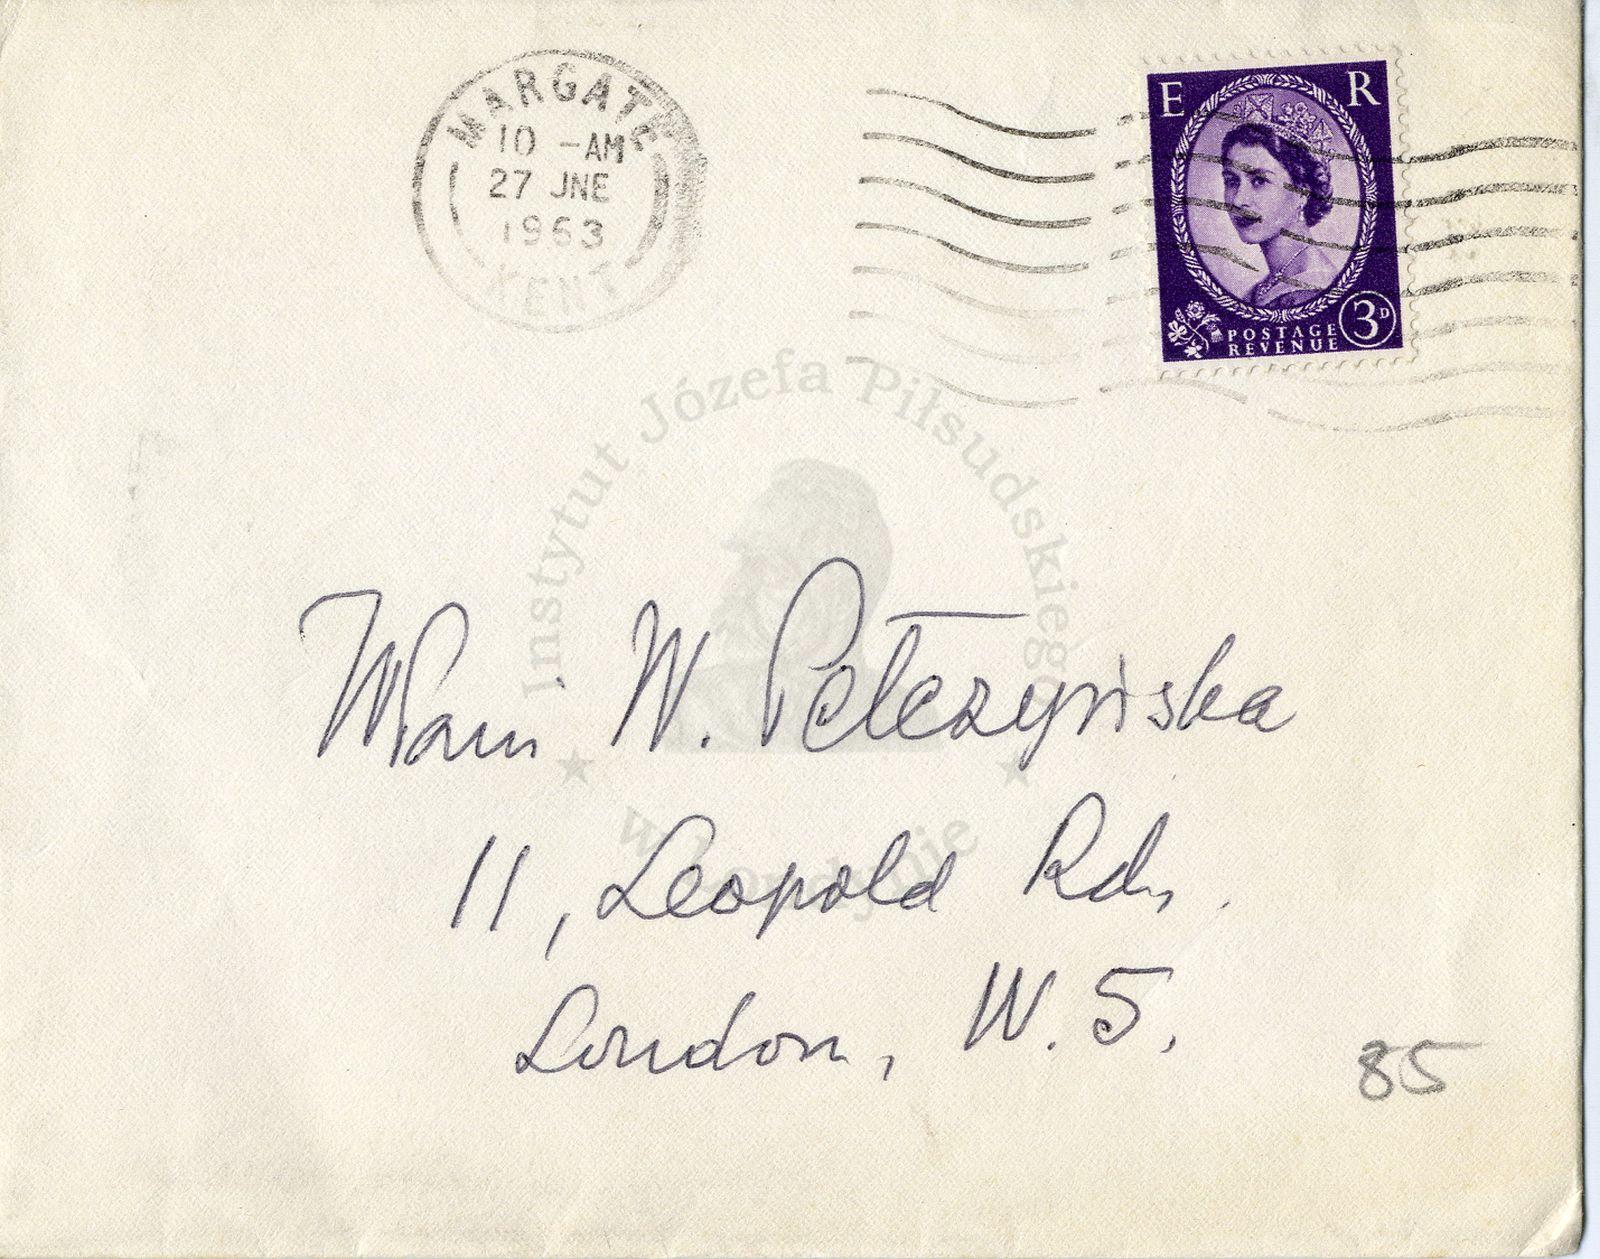 MARGATE
10 -AM
27 JNE
1963
KENT
E R
POSTAGE
REVENUE
3D
Instytut Józefa Piłsudskiego
w Londynie
WPani W. Pełczyńska
11, Leopold Rd,
London, W. 5.
85